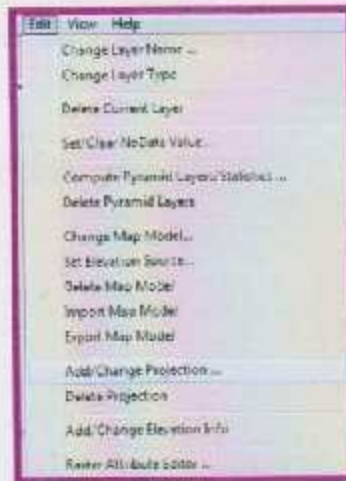 Edit View Help
Change Layer Name ...
Change Layer Type
Delete Current Layer
Set/Clear NoData Value...
Compute Pyramid Layers/Statistics ...
Delete Pyramid Layers
Change Map Model...
Set Elevation Source...
Delete Map Model
Import Map Model
Export Map Model
Add/Change Projection ...
Delete Projection
Add/Change Elevation Info
Raster Attribute Editor ...